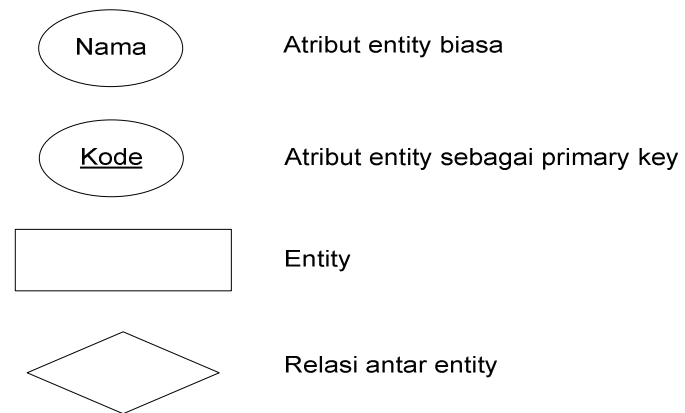 Nama
Atribut entity biasa
Kode
Atribut entity sebagai primary key
Entity
Relasi antar entity